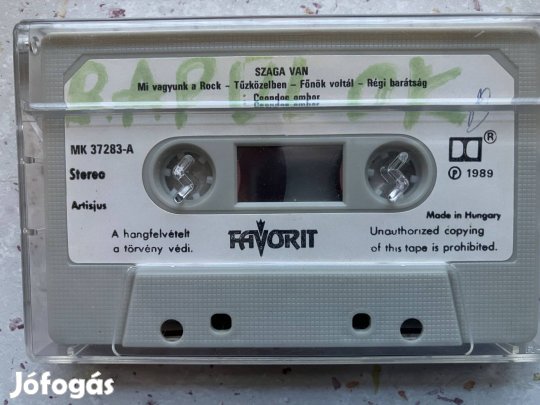 SZAGA VAN
Mi vagyunk a Rock - Tűzközelben - Főnök voltál - Régi barátság
Csendes ember
MK 37283-A
Stereo
Artisjus
A hangfelvételt
a törvény védi.
FAVORIT
®
Ⓟ 1989
Made in Hungary
Unauthorized copying
of this tape is prohibited.
Jófogás